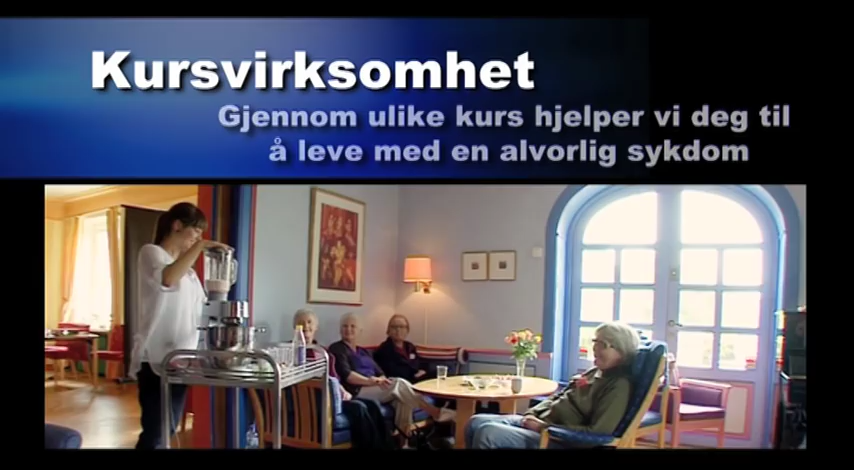 Kursvirksomhet
Gjennom ulike kurs hjelper vi deg til
å leve med en alvorlig sykdom